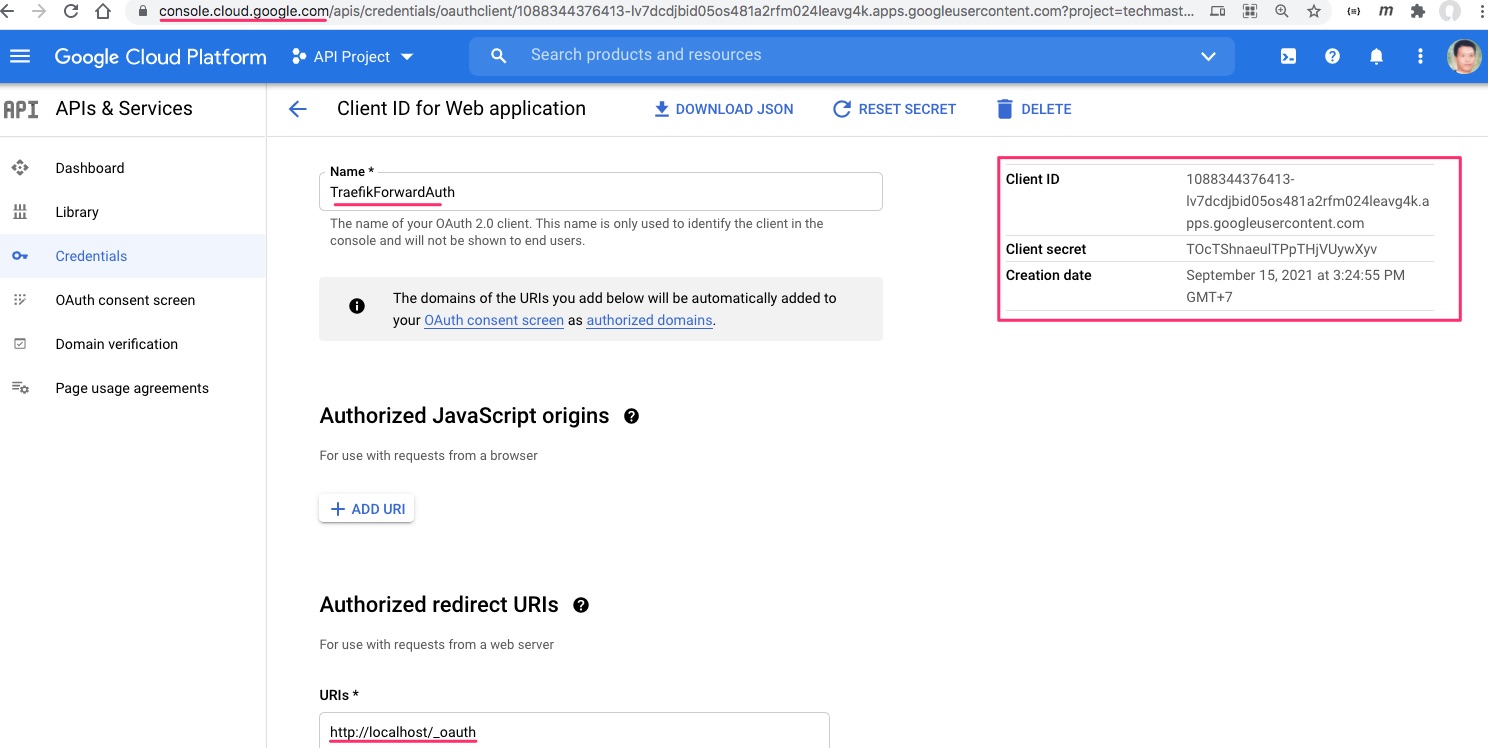 console.cloud.google.com/apis/credentials/oauthclient/1088344376413-lv7dcdjbid05os481a2rfm024leavg4k.apps.googleusercontent.com?project=techmast...
Google Cloud Platform
API Project
Search products and resources
API
APIs & Services
Client ID for Web application
DOWNLOAD JSON
RESET SECRET
DELETE
Dashboard
Library
Credentials
OAuth consent screen
Domain verification
Page usage agreements
Name *
TraefikForwardAuth
The name of your OAuth 2.0 client. This name is only used to identify the client in the
console and will not be shown to end users.
The domains of the URIs you add below will be automatically added to
your OAuth consent screen as authorized domains.
Client ID
1088344376413-
lv7dcdjbid05os481a2rfm024leavg4k.a
pps.googleusercontent.com
Client secret
TOcTShnaeulTPpTHjVUywXyv
Creation date
September 15, 2021 at 3:24:55 PM
GMT+7
Authorized JavaScript origins
For use with requests from a browser
ADD URI
Authorized redirect URIs
For use with requests from a web server
URIs *
http://localhost/_oauth